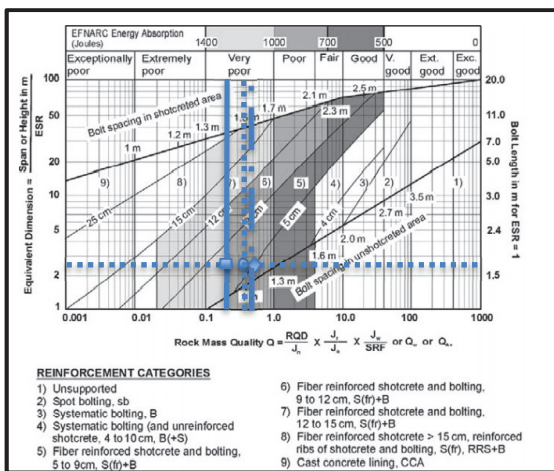 EFNARC Energy Absorption
(Joules)
1400 1000 700 500 0
Exceptionally poor
Extremely poor
Very poor
Poor
Fair
Good
V. good
Ext. good
Exc. good
Equivalent Dimension = Span or Height in m / ESR
100
50
20
10
5
2
1
Bolt spacing in shotcreted area
1 m
1.2 m
1.3 m
1.7 m
2.1 m
2.3 m
2.5 m
9)
8)
7)
6)
5)
4)
3)
2)
1)
25 cm
15 cm
12 cm
5 cm
4 cm
1.3 m
1.6 m
2.0 m
2.7 m
3.5 m
Bolt spacing in unshotcreted area
20.0
11.0
7.0
5.0
3.0
2.4
1.5
Bolt Length in m for ESR = 1
0.001 0.01 0.1 1.0 10.0 100 1000
Rock Mass Quality Q = RQD/Jn X Jr/Ja X Jw/SRF or Q
REINFORCEMENT CATEGORIES
1) Unsupported
2) Spot bolting, sb
3) Systematic bolting, B
4) Systematic bolting (and unreinforced
shotcrete, 4 to 10 cm, B(+S)
5) Fiber reinforced shotcrete and bolting,
5 to 9cm, S(fr)+B
6) Fiber reinforced shotcrete and bolting,
9 to 12 cm, S(fr)+B
7) Fiber reinforced shotcrete and bolting,
12 to 15 cm, S(fr)+B
8) Fiber reinforced shotcrete > 15 cm, reinforced
ribs of shotcrete and bolting, S(fr), RRS+B
9) Cast concrete lining, CCA